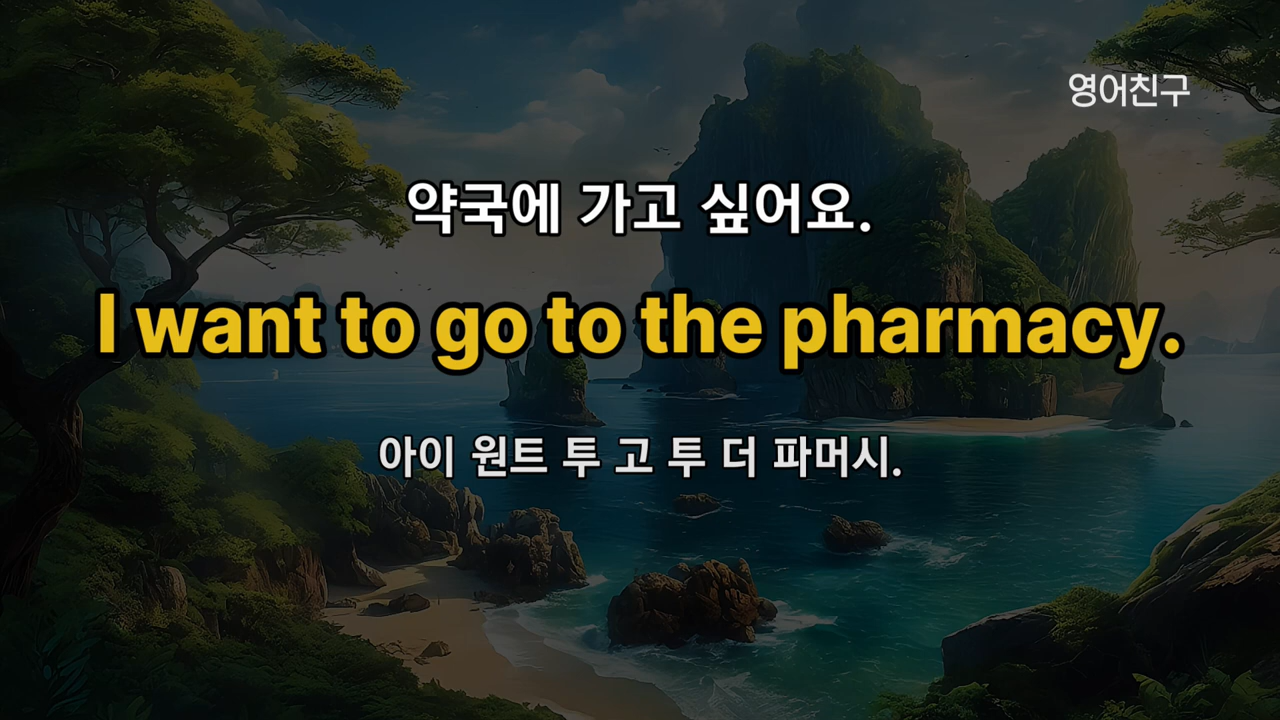 영어친구
약국에 가고 싶어요.
I want to go to the pharmacy.
아이 원트 투 고 투 더 파머시.